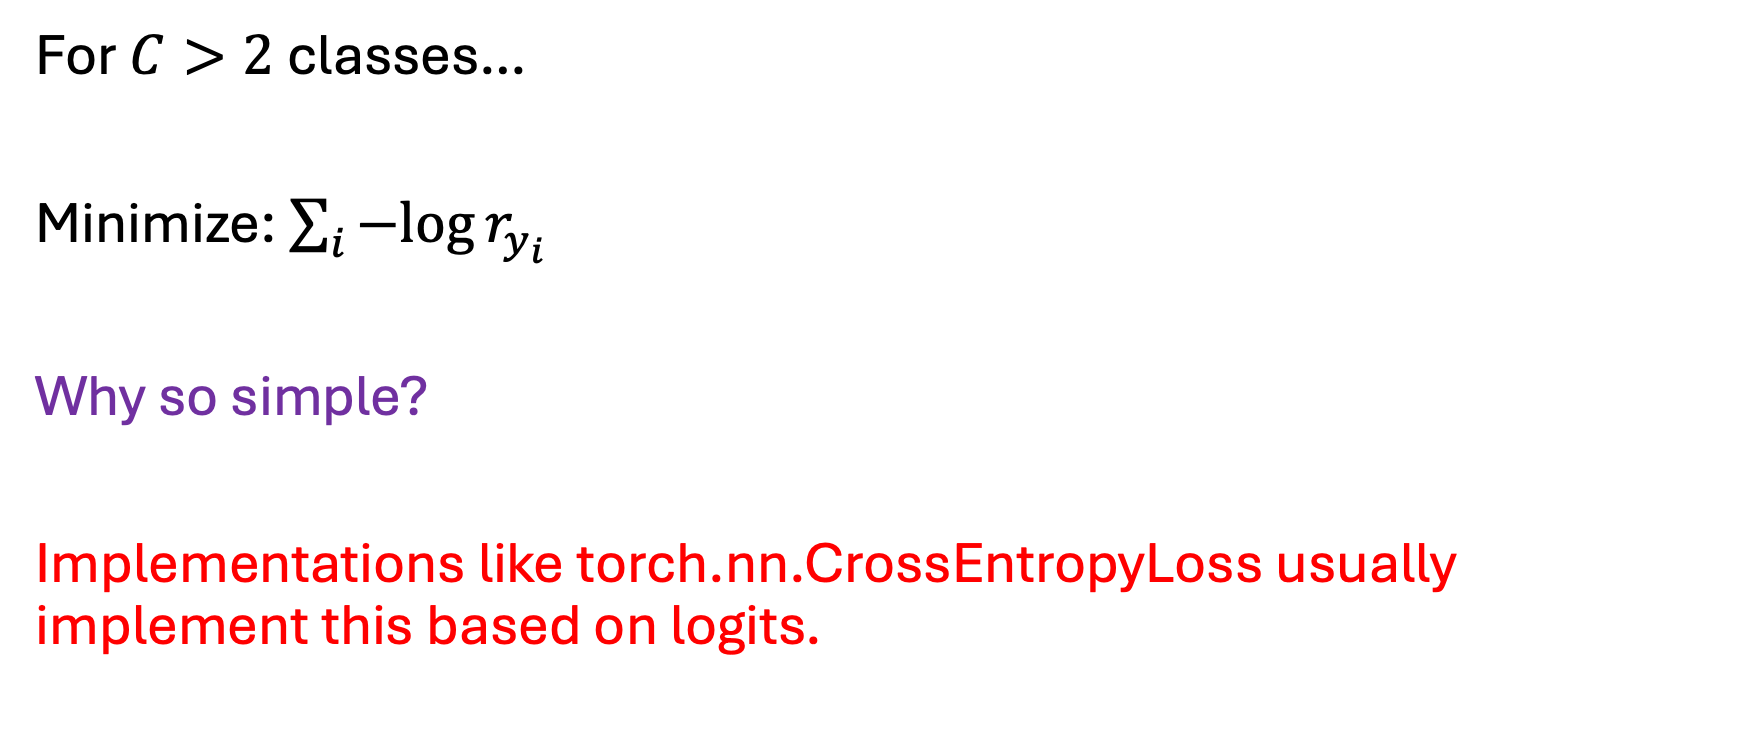 For C > 2 classes...
Minimize: ∑ᵢ −log r_{y_i}
Why so simple?
Implementations like torch.nn.CrossEntropyLoss usually
implement this based on logits.